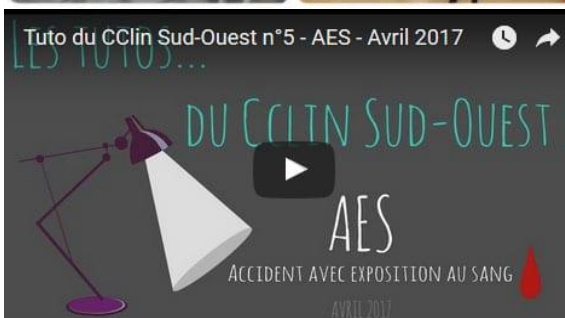 Tuto du CClin Sud-Ouest n°5 - AES - Avril 2017
LES TUTOS...
DU CCLIN SUD-OUEST
AES
ACCIDENT AVEC EXPOSITION AU SANG
AVRIL 2017